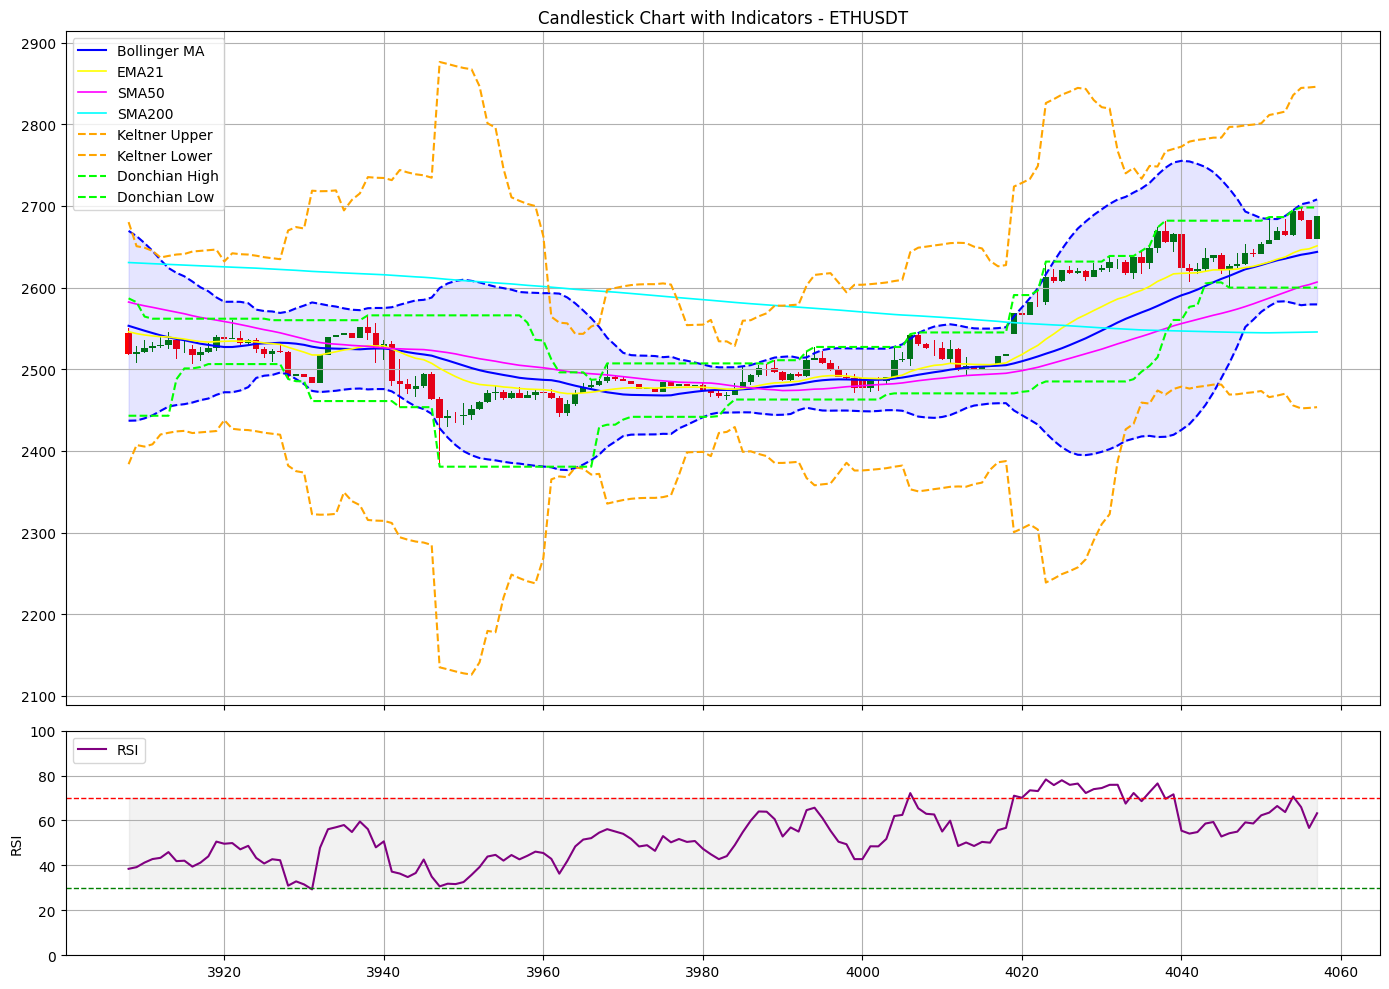 Candlestick Chart with Indicators - ETHUSDT
2900
2800
2700
2600
2500
2400
2300
2200
2100
Bollinger MA
EMA21
SMA50
SMA200
Keltner Upper
Keltner Lower
Donchian High
Donchian Low
100
80
60
40
20
0
RSI
RSI
3920 3940 3960 3980 4000 4020 4040 4060